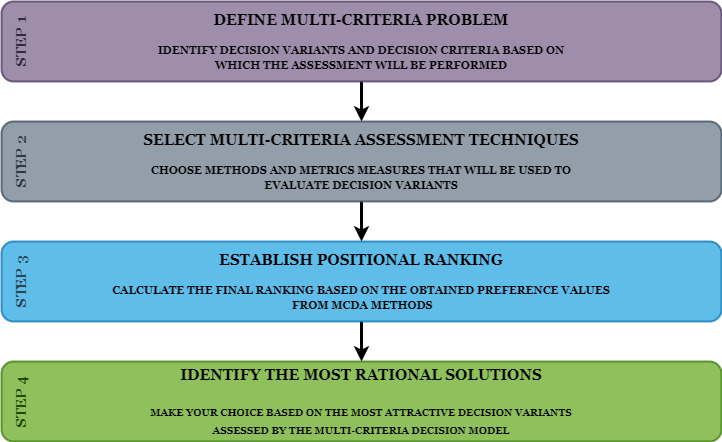 STEP 1
DEFINE MULTI-CRITERIA PROBLEM
IDENTIFY DECISION VARIANTS AND DECISION CRITERIA BASED ON
WHICH THE ASSESSMENT WILL BE PERFORMED
STEP 2
SELECT MULTI-CRITERIA ASSESSMENT TECHNIQUES
CHOOSE METHODS AND METRICS MEASURES THAT WILL BE USED TO
EVALUATE DECISION VARIANTS
STEP 3
ESTABLISH POSITIONAL RANKING
CALCULATE THE FINAL RANKING BASED ON THE OBTAINED PREFERENCE VALUES
FROM MCDA METHODS
STEP 4
IDENTIFY THE MOST RATIONAL SOLUTIONS
MAKE YOUR CHOICE BASED ON THE MOST ATTRACTIVE DECISION VARIANTS
ASSESSED BY THE MULTI-CRITERIA DECISION MODEL